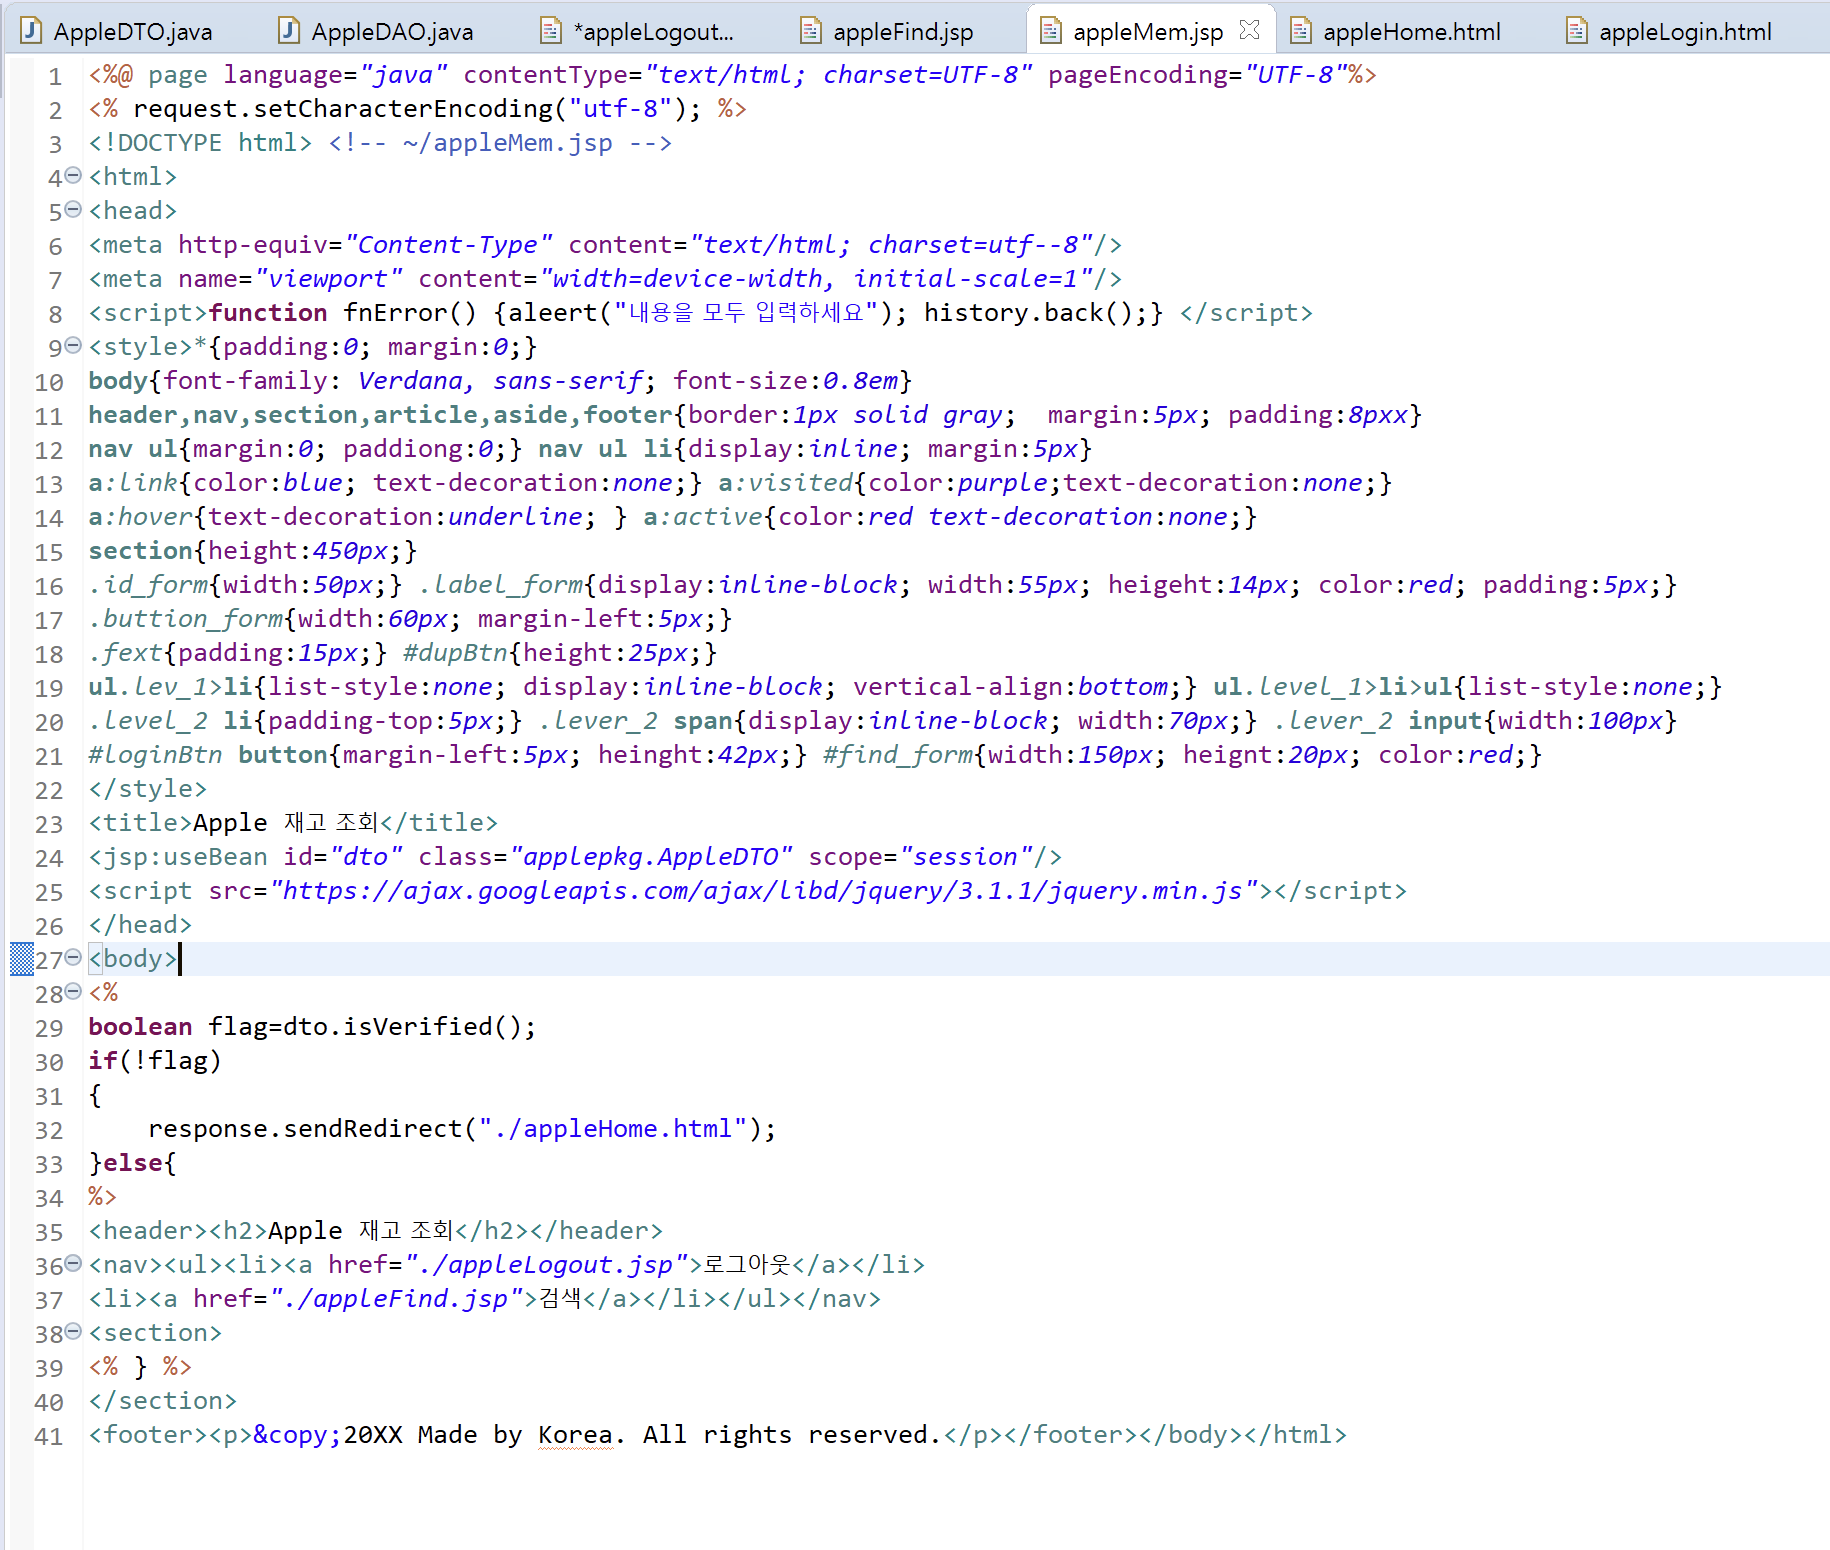 AppleDTO.java AppleDAO.java *appleLogout... appleFind.jsp appleMem.jsp appleHome.html appleLogin.html
1 <%@ page language="java" contentType="text/html; charset=UTF-8" pageEncoding="UTF-8"%>
2 <% request.setCharacterEncoding("utf-8"); %>
3 <!DOCTYPE html> <!-- ~/appleMem.jsp -->
4 <html>
5 <head>
6 <meta http-equiv="Content-Type" content="text/html; charset=utf--8"/>
7 <meta name="viewport" content="width=device-width, initial-scale=1"/>
8 <script>function fnError() {aleert("내용을 모두 입력하세요"); history.back();} </script>
9 <style>*{padding:0; margin:0;}
10 body{font-family: Verdana, sans-serif; font-size:0.8em}
11 header,nav,section,article,aside,footer{border:1px solid gray;  margin:5px; padding:8pxx}
12 nav ul{margin:0; paddiong:0;} nav ul li{display:inline; margin:5px}
13 a:link{color:blue; text-decoration:none;} a:visited{color:purple;text-decoration:none;}
14 a:hover{text-decoration:underline; } a:active{color:red text-decoration:none;}
15 section{height:450px;}
16 .id_form{width:50px;} .label_form{display:inline-block; width:55px; heigeht:14px; color:red; padding:5px;}
17 .buttion_form{width:60px; margin-left:5px;}
18 .fext{padding:15px;} #dupBtn{height:25px;}
19 ul.lev_1>li{list-style:none; display:inline-block; vertical-align:bottom;} ul.level_1>li>ul{list-style:none;}
20 .level_2 li{padding-top:5px;} .lever_2 span{display:inline-block; width:70px;} .lever_2 input{width:100px}
21 #loginBtn button{margin-left:5px; heinght:42px;} #find_form{width:150px; heignt:20px; color:red;}
22 </style>
23 <title>Apple 재고 조회</title>
24 <jsp:useBean id="dto" class="applepkg.AppleDTO" scope="session"/>
25 <script src="https://ajax.googleapis.com/ajax/libd/jquery/3.1.1/jquery.min.js"></script>
26 </head>
27 <body>
28 <%
29 boolean flag=dto.isVerified();
30 if(!flag)
31 {
32     response.sendRedirect("./appleHome.html");
33 }else{
34 %>
35 <header><h2>Apple 재고 조회</h2></header>
36 <nav><ul><li><a href="./appleLogout.jsp">로그아웃</a></li>
37 <li><a href="./appleFind.jsp">검색</a></li></ul></nav>
38 <section>
39 <% } %>
40 </section>
41 <footer><p>&copy;20XX Made by Korea. All rights reserved.</p></footer></body></html>